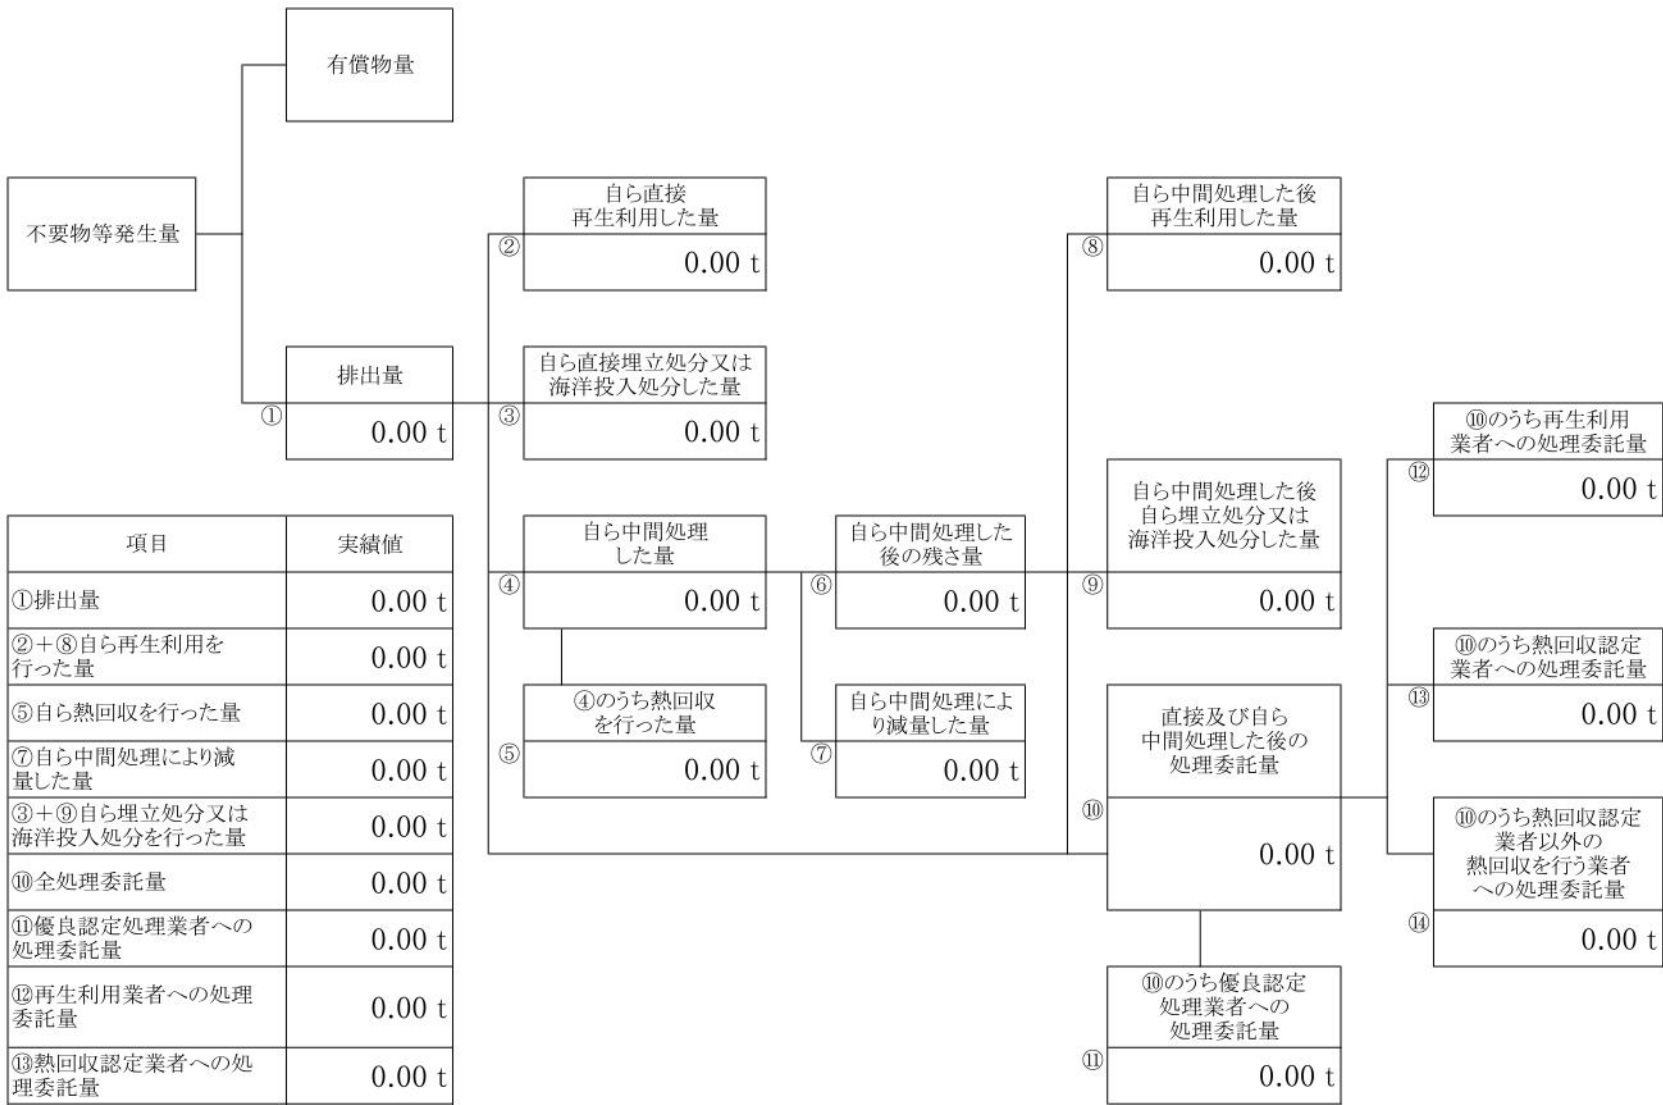 有償物量
不要物等発生量
自ら直接
再生利用した量
②
0.00 t
自ら中間処理した後
再生利用した量
⑧
0.00 t
排出量
①
0.00 t
自ら直接埋立処分又は
海洋投入処分した量
③
0.00 t
⑩のうち再生利用
業者への処理委託量
⑫
0.00 t
自ら中間処理
した量
④
0.00 t
自ら中間処理した
後の残さ量
⑥
0.00 t
自ら中間処理した後
自ら埋立処分又は
海洋投入処分した量
⑨
0.00 t
⑩のうち熱回収認定
業者への処理委託量
⑬
0.00 t
④のうち熱回収
を行った量
⑤
0.00 t
自ら中間処理によ
り減量した量
⑦
0.00 t
直接及び自ら
中間処理した後の
処理委託量
⑩
0.00 t
⑩のうち熱回収認定
業者以外の
熱回収を行う業者
への処理委託量
⑭
0.00 t
⑩のうち優良認定
処理業者への
処理委託量
⑪
0.00 t
項目 実績値
①排出量 0.00 t
②+⑧自ら再生利用を
行った量 0.00 t
⑤自ら熱回収を行った量 0.00 t
⑦自ら中間処理により減
量した量 0.00 t
③+⑨自ら埋立処分又は
海洋投入処分を行った量 0.00 t
⑩全処理委託量 0.00 t
⑪優良認定処理業者への
処理委託量 0.00 t
⑫再生利用業者への処理
委託量 0.00 t
⑬熱回収認定業者への処
理委託量 0.00 t